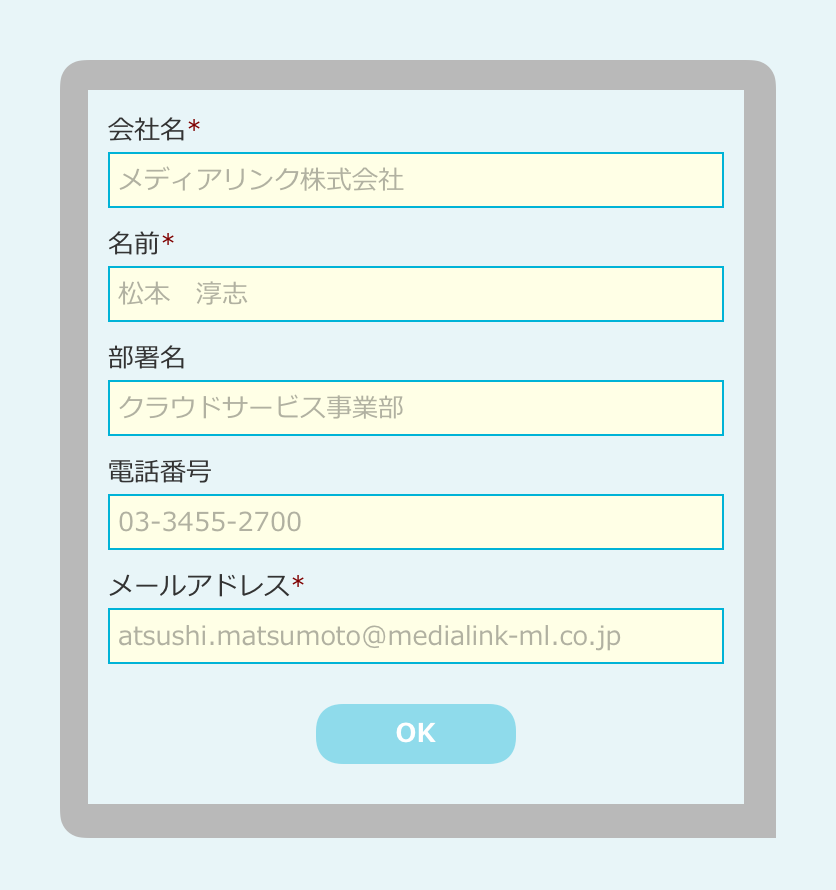 会社名*
メディアリンク株式会社
名前*
松本　淳志
部署名
クラウドサービス事業部
電話番号
03-3455-2700
メールアドレス*
atsushi.matsumoto@medialink-ml.co.jp
OK